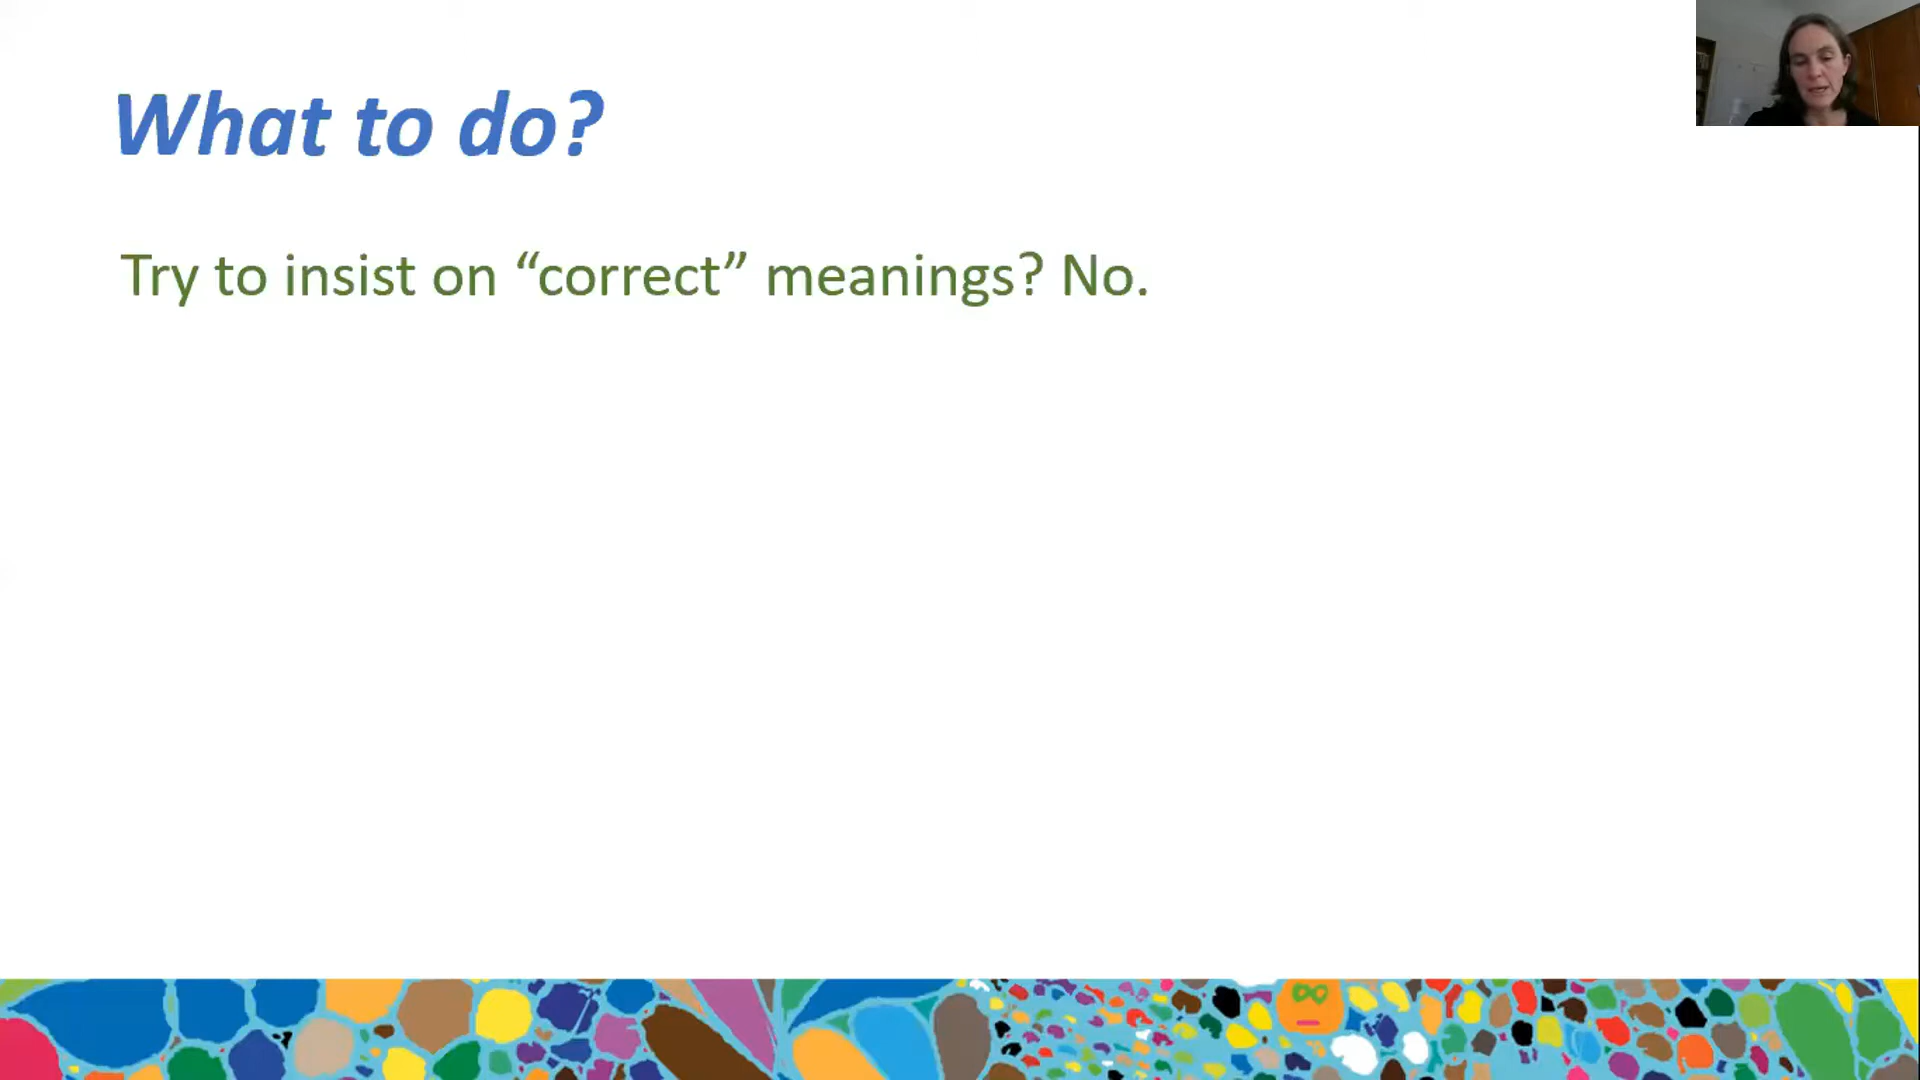 What to do?
Try to insist on “correct” meanings? No.